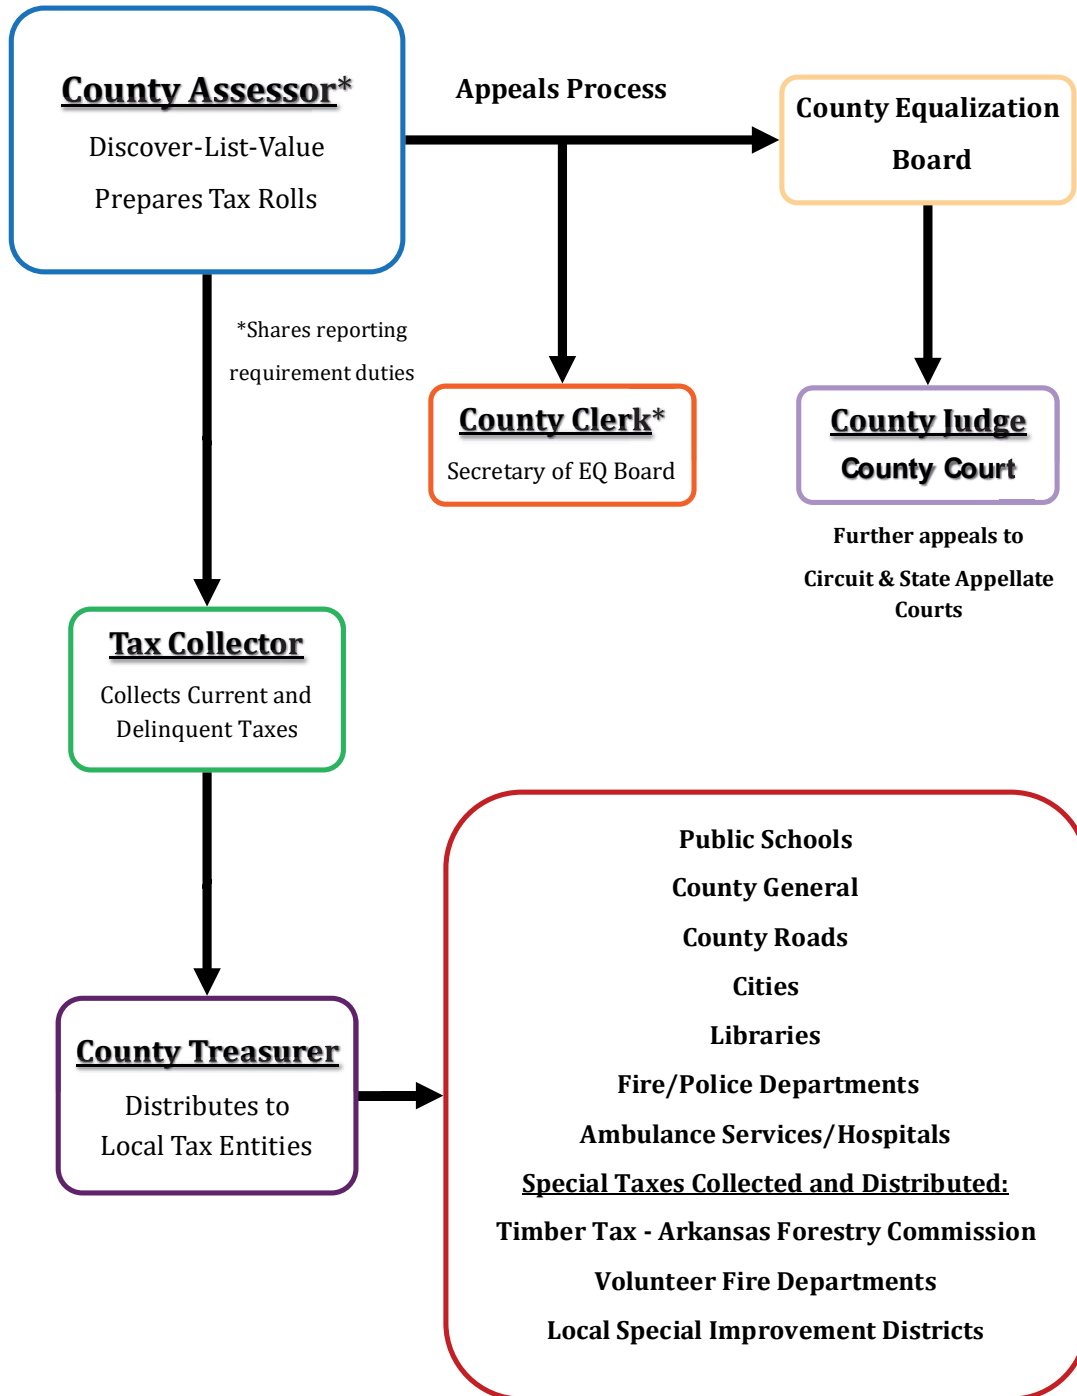 County Assessor*
Discover-List-Value
Prepares Tax Rolls
Appeals Process
County Equalization
Board
*Shares reporting
requirement duties
County Clerk*
Secretary of EQ Board
County Judge
County Court
Further appeals to
Circuit & State Appellate
Courts
Tax Collector
Collects Current and
Delinquent Taxes
County Treasurer
Distributes to
Local Tax Entities
Public Schools
County General
County Roads
Cities
Libraries
Fire/Police Departments
Ambulance Services/Hospitals
Special Taxes Collected and Distributed:
Timber Tax - Arkansas Forestry Commission
Volunteer Fire Departments
Local Special Improvement Districts